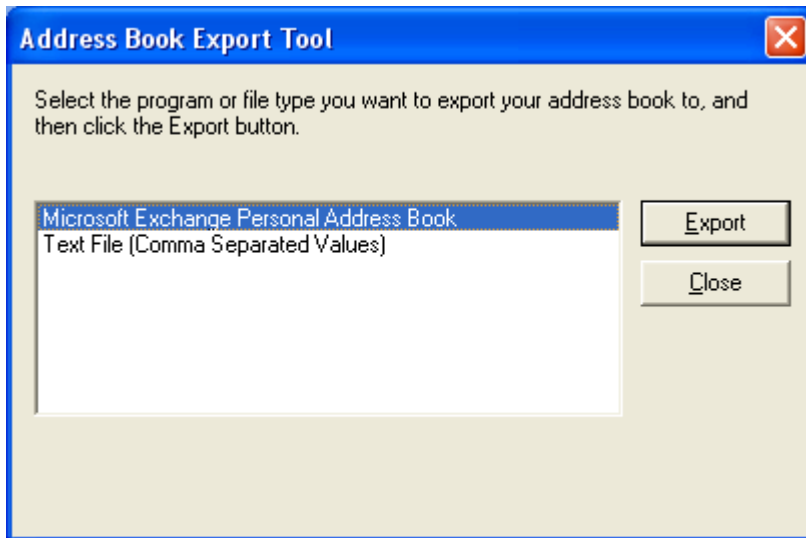 Address Book Export Tool
Select the program or file type you want to export your address book to, and
then click the Export button.
Microsoft Exchange Personal Address Book
Export
Text File (Comma Separated Values)
Close